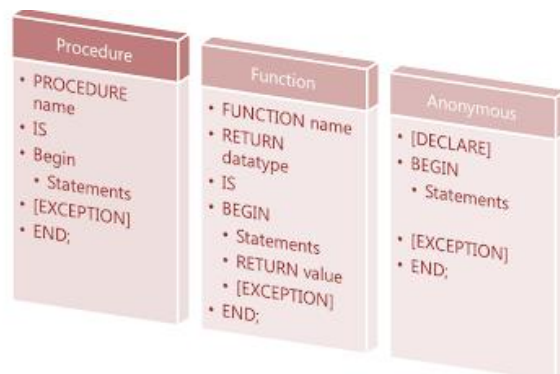 Procedure
• PROCEDURE
name
• IS
• Begin
• Statements
• [EXCEPTION]
• END;
Function
• FUNCTION name
• RETURN
datatype
• IS
• BEGIN
• Statements
• RETURN value
• [EXCEPTION]
• END;
Anonymous
• [DECLARE]
• BEGIN
• Statements
• [EXCEPTION]
• END;